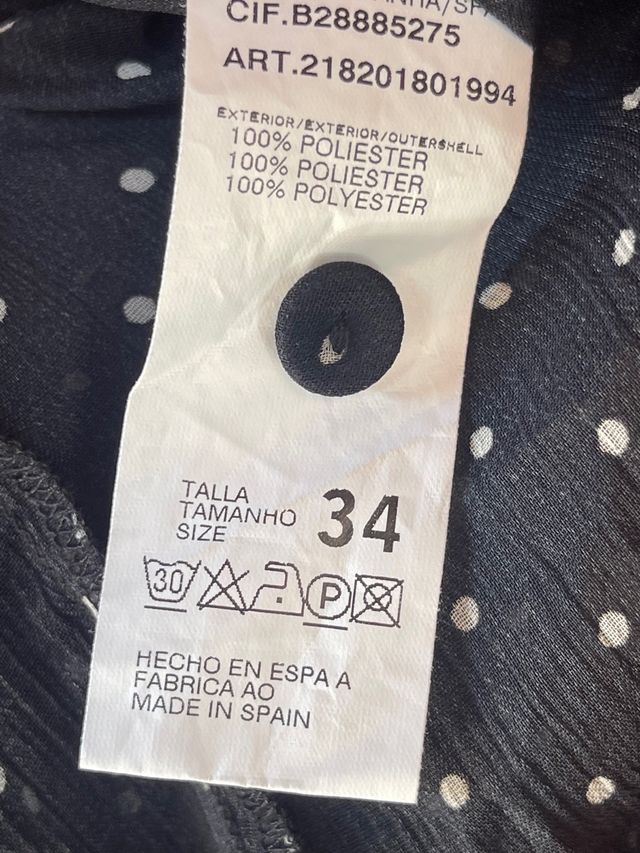 CIF.B28885275
ART.218201801994
EXTERIOR/EXTERIOR/OUTERSHELL
100% POLIESTER
100% POLIESTER
100% POLYESTER
TALLA
TAMANHO
SIZE
34
30
P
HECHO EN ESPA A
FABRICA AO
MADE IN SPAIN